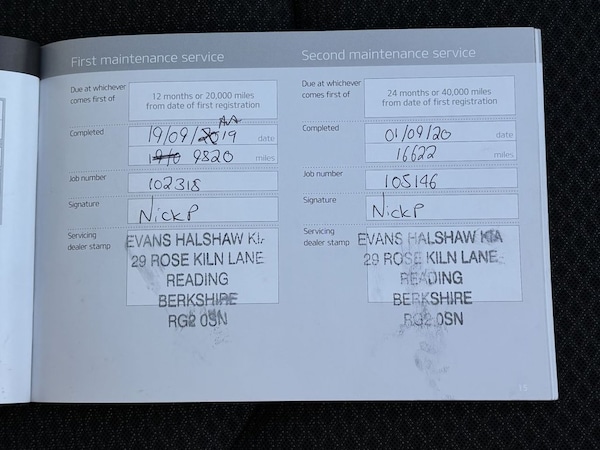 First maintenance service
Due at whichever comes first of
12 months or 20,000 miles
from date of first registration
Completed
19/09/2019 date
9820 miles
Job number
102318
Signature
NickP
Servicing dealer stamp
EVANS HALSHAW KIA
29 ROSE KILN LANE
READING
BERKSHIRE
RG2 0SN
Second maintenance service
Due at whichever comes first of
24 months or 40,000 miles
from date of first registration
Completed
01/09/20 date
16622 miles
Job number
105146
Signature
NickP
Servicing dealer stamp
EVANS HALSHAW KIA
29 ROSE KILN LANE
READING
BERKSHIRE
RG2 0SN
15